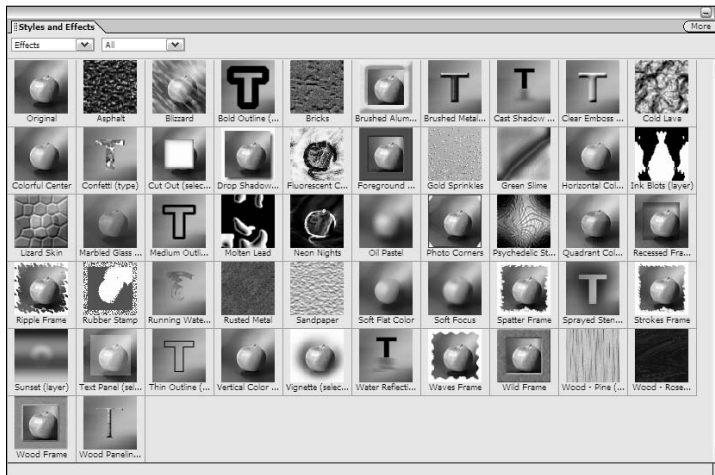 Styles and Effects
More
Effects All
Original Asphalt Blizzard Bold Outline (... Bricks Brushed Alum... Brushed Metal... Cast Shadow ... Clear Emboss ... Cold Lava
Colorful Center Confetti (type) Cut Out (selec... Drop Shadow... Fluorescent C... Foreground ... Gold Sprinkles Green Slime Horizontal Col... Ink Blots (layer)
Lizard Skin Marbled Glass ... Medium Outli... Molten Lead Neon Nights Oil Pastel Photo Corners Psychedelic St... Quadrant Col... Recessed Fra...
Ripple Frame Rubber Stamp Running Wate... Rusted Metal Sandpaper Soft Flat Color Soft Focus Spatter Frame Sprayed Sten... Strokes Frame
Sunset (layer) Text Panel (sel... Thin Outline (... Vertical Color ... Vignette (selec... Water Reflecti... Waves Frame Wild Frame Wood - Pine (... Wood - Rose...
Wood Frame Wood Panelin...